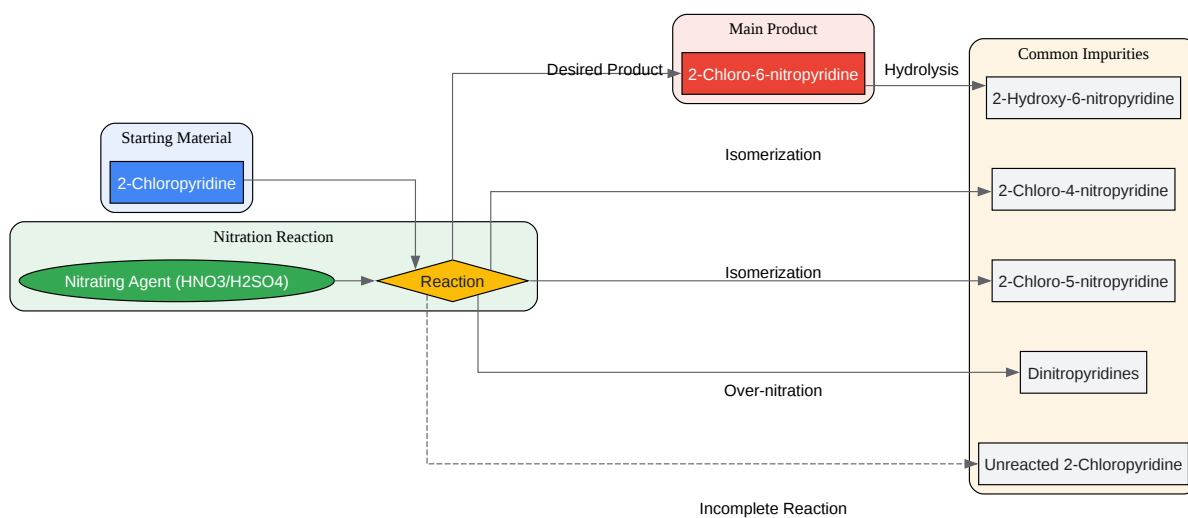 Main Product
Common Impurities
Desired Product
2-Chloro-6-nitropyridine
Hydrolysis
2-Hydroxy-6-nitropyridine
Starting Material
2-Chloropyridine
Isomerization
2-Chloro-4-nitropyridine
Nitration Reaction
Nitrating Agent (HNO3/H2SO4)
Reaction
Isomerization
2-Chloro-5-nitropyridine
Dinitropyridines
Over-nitration
Unreacted 2-Chloropyridine
Incomplete Reaction